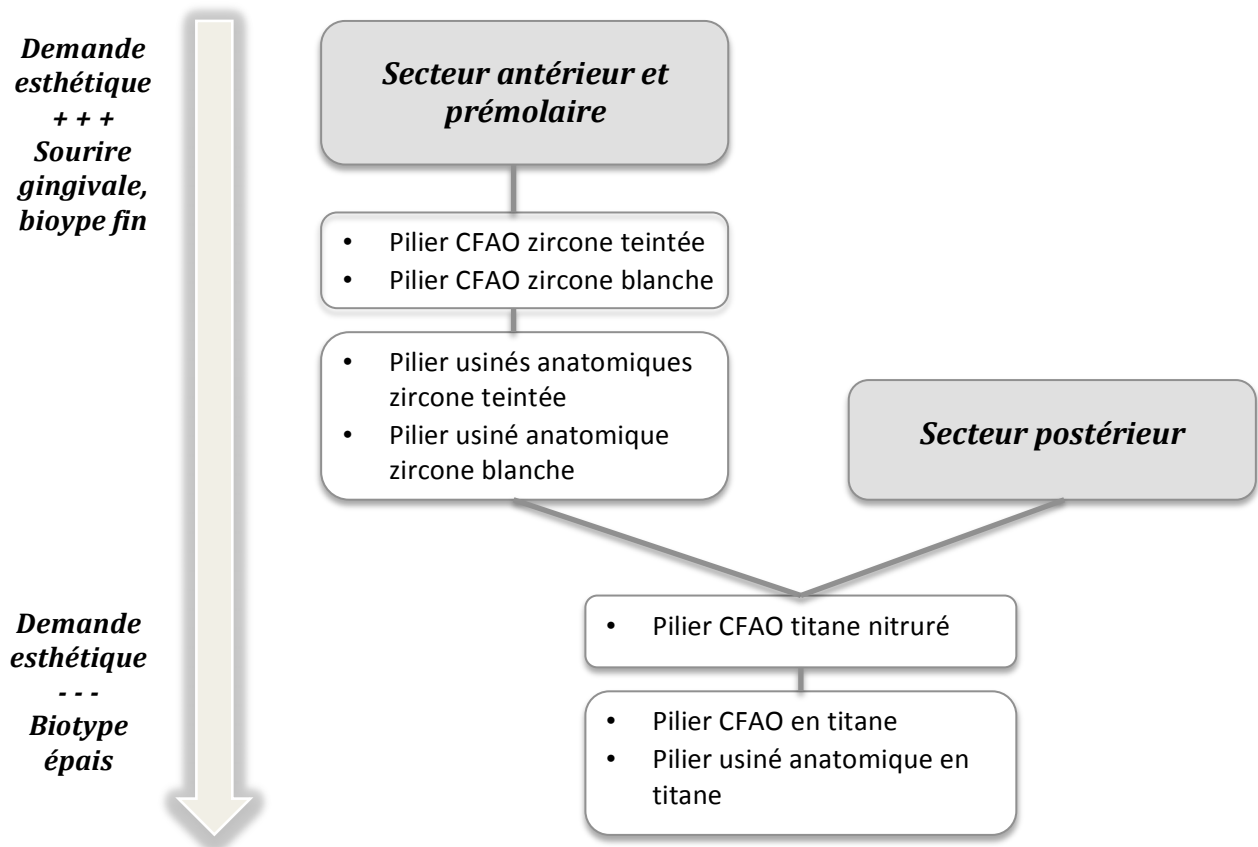 Demande
esthétique
+ + +
Sourire
gingivale,
bioype fin
Secteur antérieur et
prémolaire
• Pilier CFAO zircone teintée
• Pilier CFAO zircone blanche
• Pilier usinés anatomiques
zircone teintée
• Pilier usiné anatomique
zircone blanche
Secteur postérieur
• Pilier CFAO titane nitruré
• Pilier CFAO en titane
• Pilier usiné anatomique en
titane
Demande
esthétique
- - -
Biotype
épais